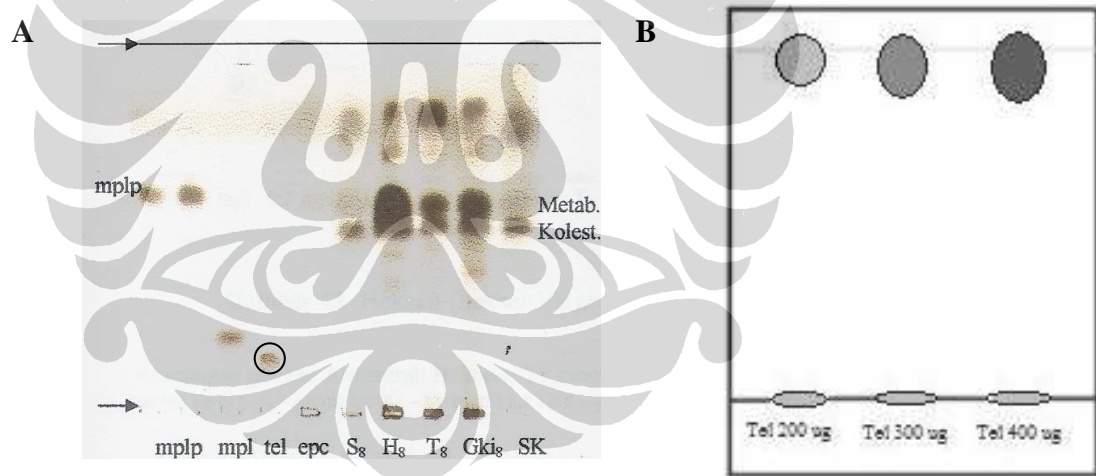 A
B
mplp
Metab.
Kolest.
mplp mpl tel epc S₈ H₈ T₈ Gki₈ SK
Tel 200 ug Tel 300 ug Tel 400 ug